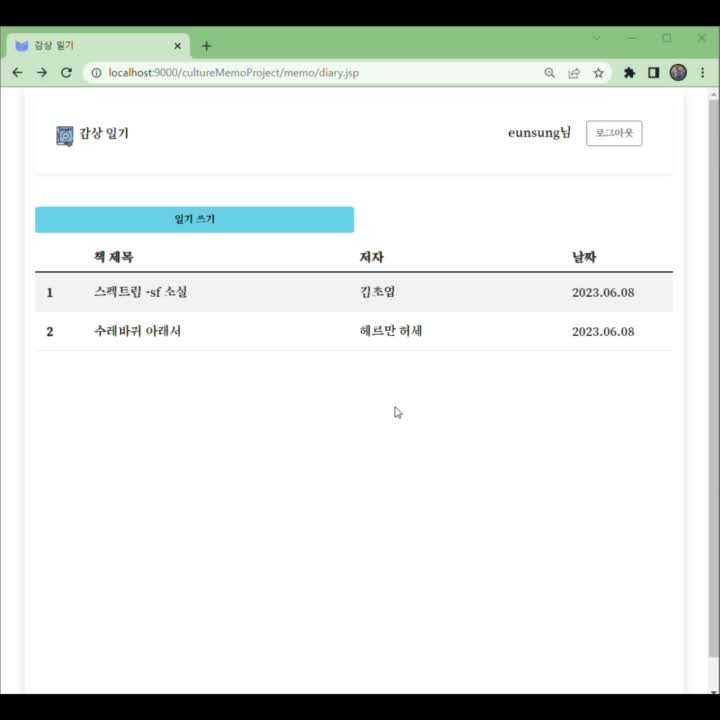 감상 일기
localhost:9000/cultureMemoProject/memo/diary.jsp
감상 일기
eunsung님 로그아웃
일기 쓰기
책 제목 저자 날짜
1 스펙트럼 -sf 소설 김초엽 2023.06.08
2 수레바퀴 아래서 헤르만 허세 2023.06.08